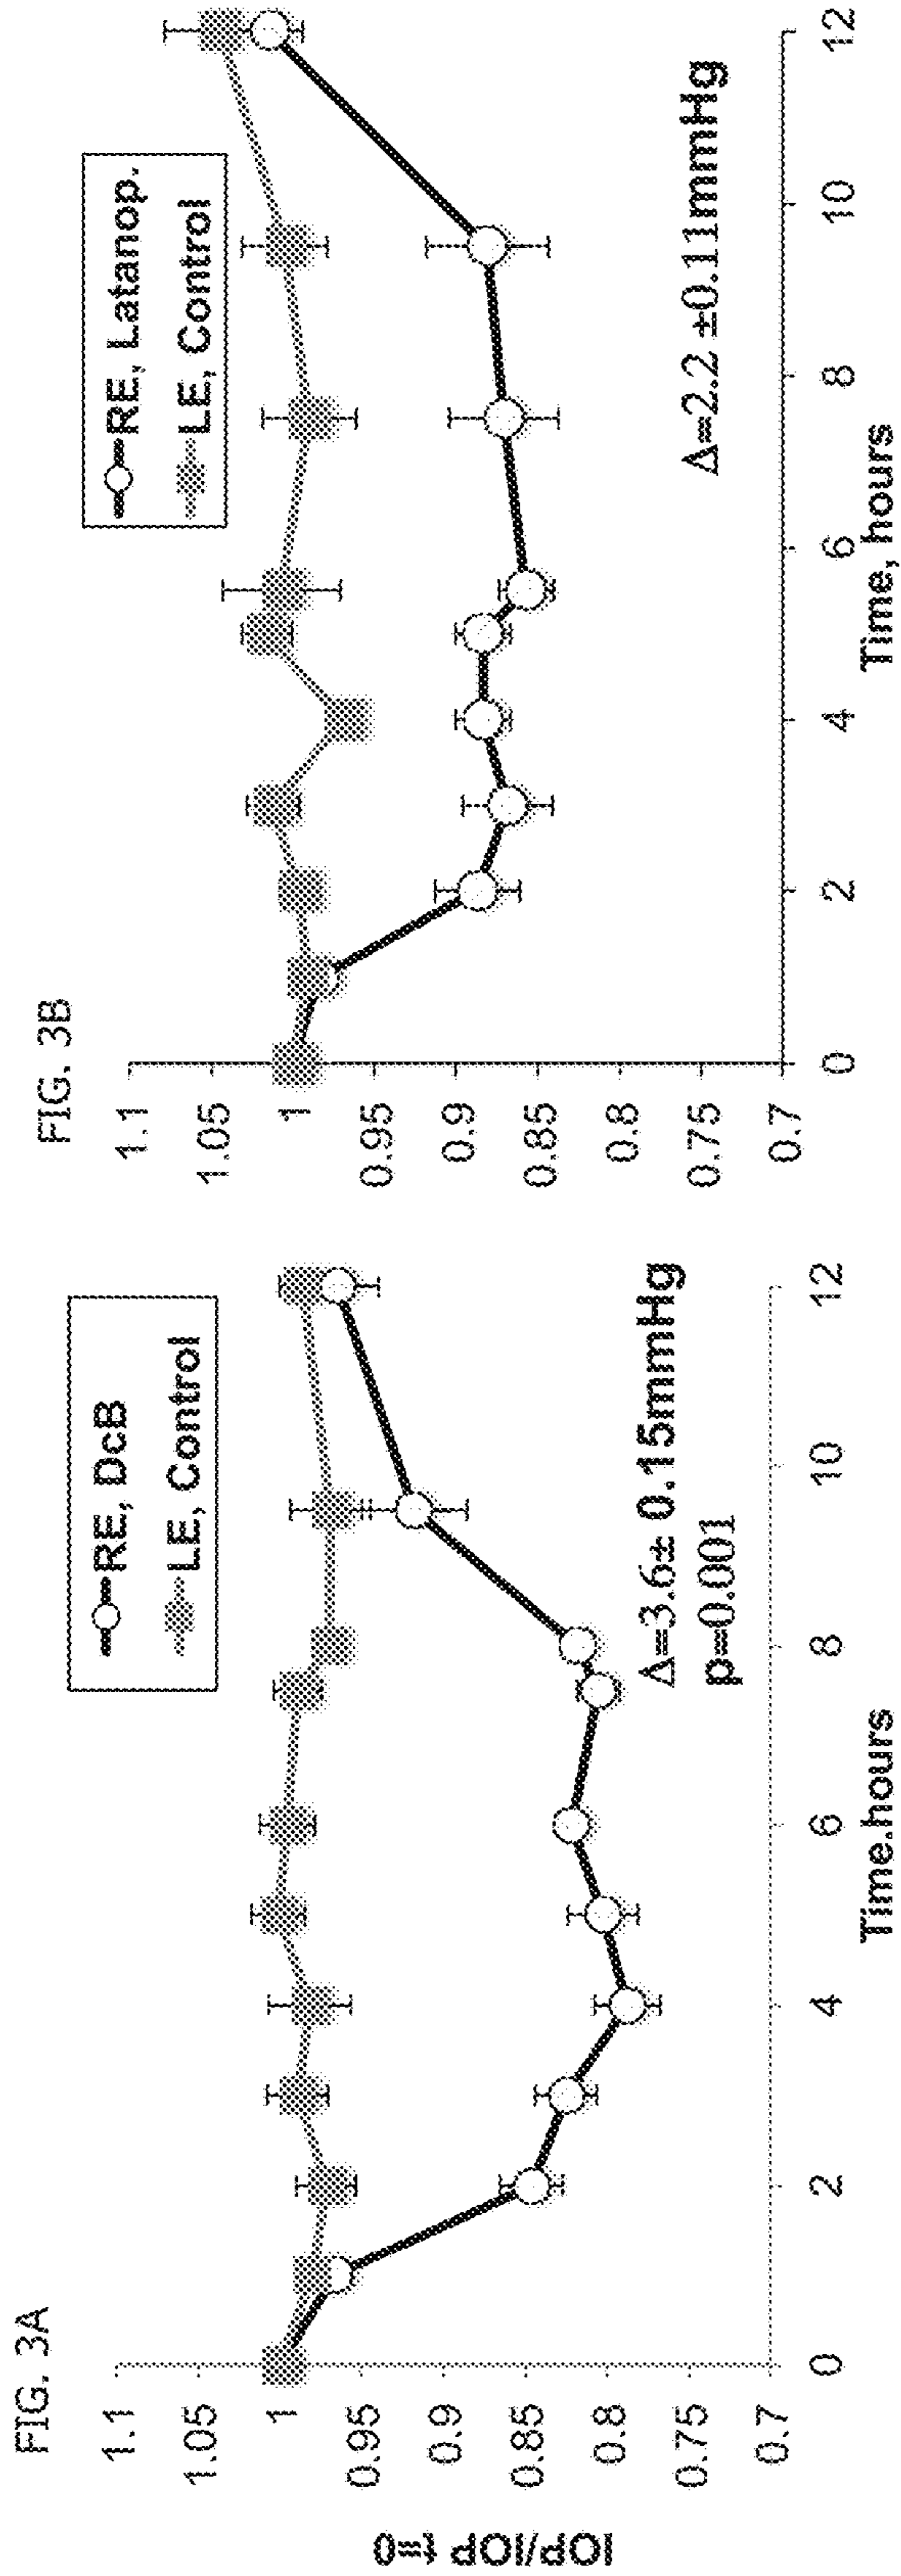 FIG. 3A
IOP/IOP t=0
1.1
1.05
1
0.95
0.9
0.85
0.8
0.75
0.7
RE, DcB
LE, Control
Δ=3.6± 0.15mmHg
p=0.001
0 2 4 6 8 10 12
Time.hours
FIG. 3B
1.1
1.05
1
0.95
0.9
0.85
0.8
0.75
0.7
RE, Latanop.
LE, Control
Δ=2.2 ±0.11mmHg
0 2 4 6 8 10 12
Time, hours